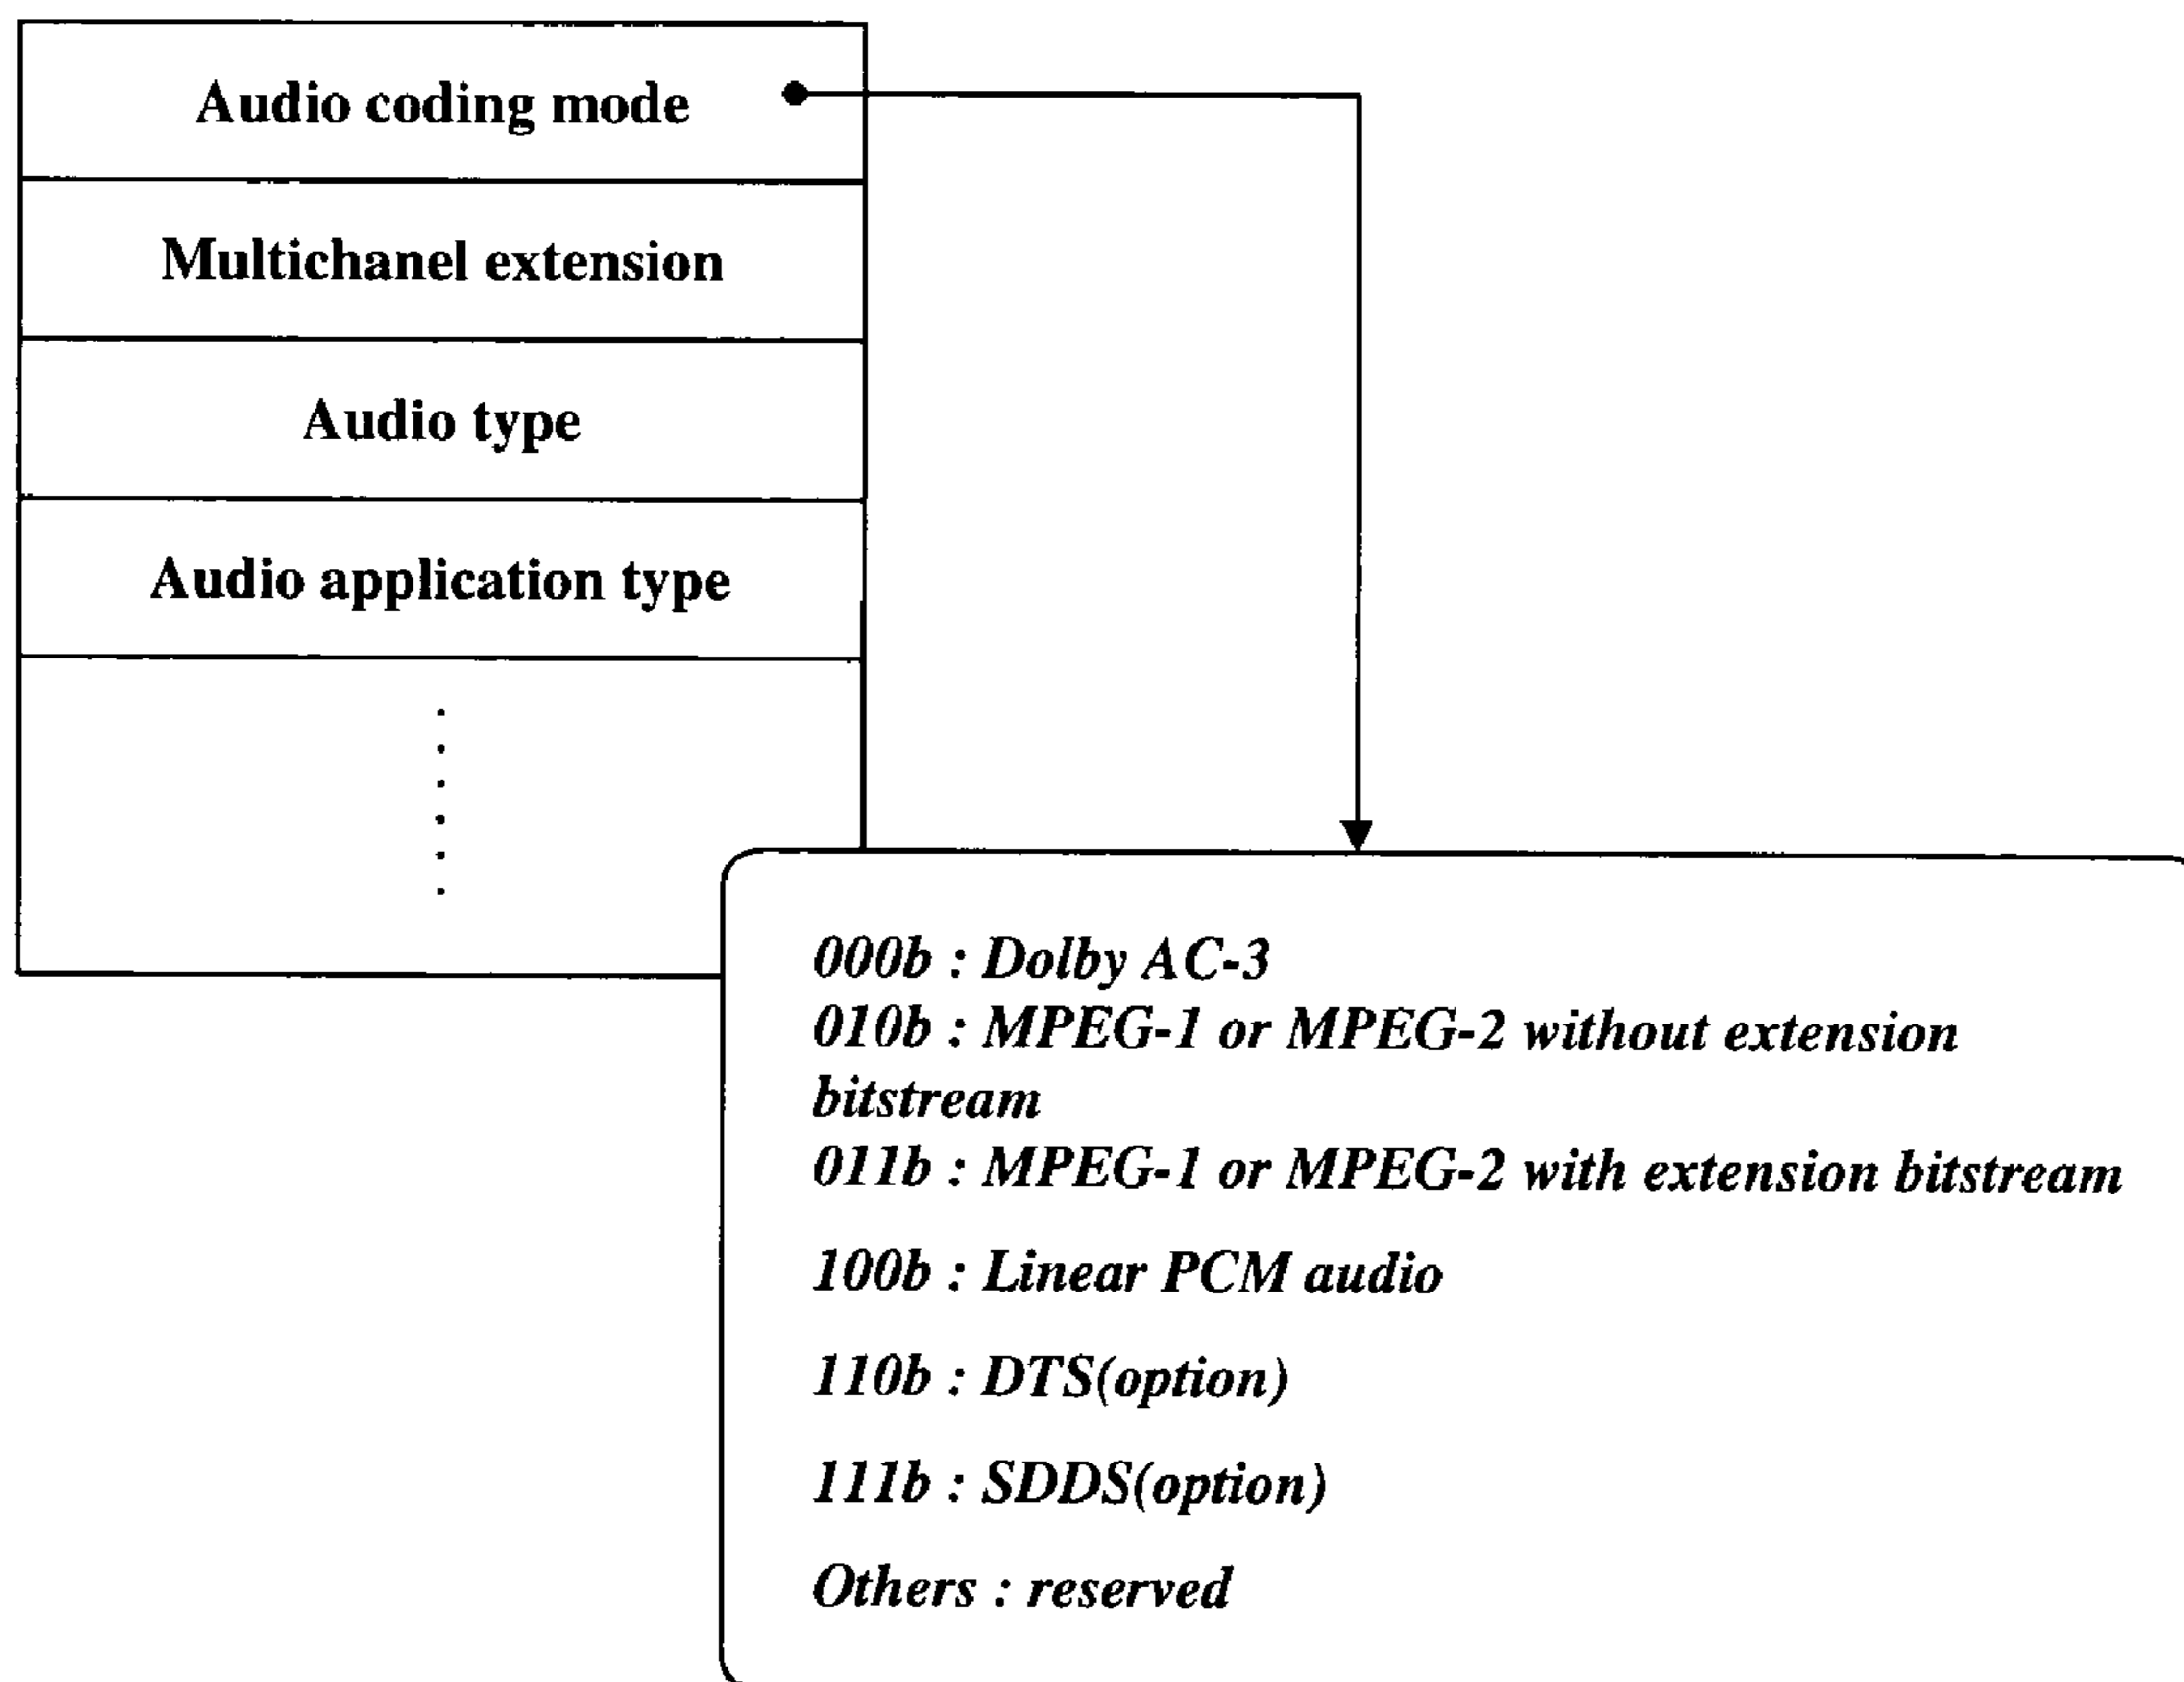 Audio coding mode
Multichanel extension
Audio type
Audio application type
000b : Dolby AC-3
010b : MPEG-1 or MPEG-2 without extension
bitstream
011b : MPEG-1 or MPEG-2 with extension bitstream
100b : Linear PCM audio
110b : DTS(option)
111b : SDDS(option)
Others : reserved